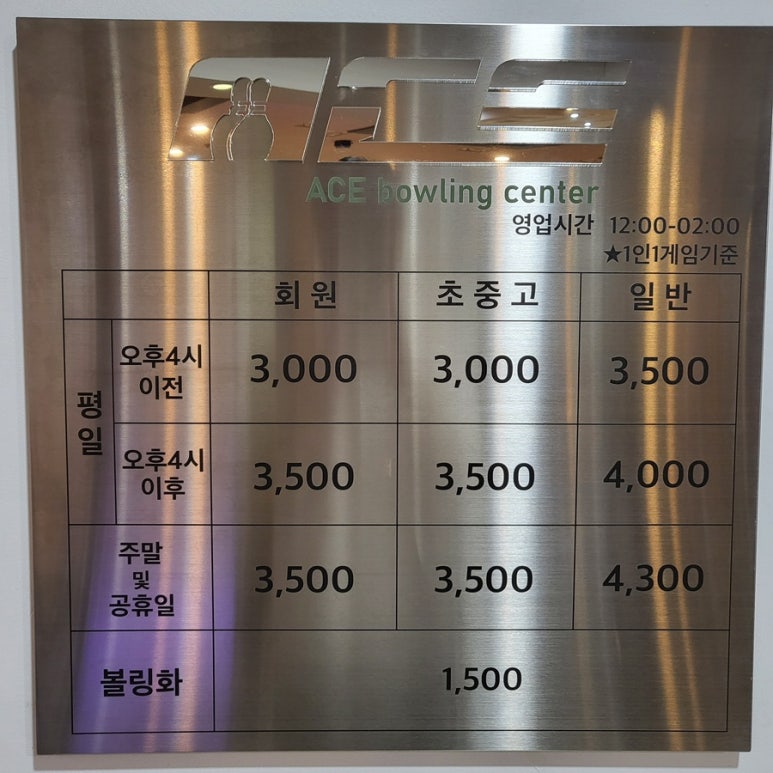 ACE
ACE bowling center
영업시간 12:00-02:00
★1인1게임기준
회원 초중고 일반
평일
오후4시
이전
3,000 3,000 3,500
오후4시
이후
3,500 3,500 4,000
주말
및
공휴일
3,500 3,500 4,300
볼링화 1,500